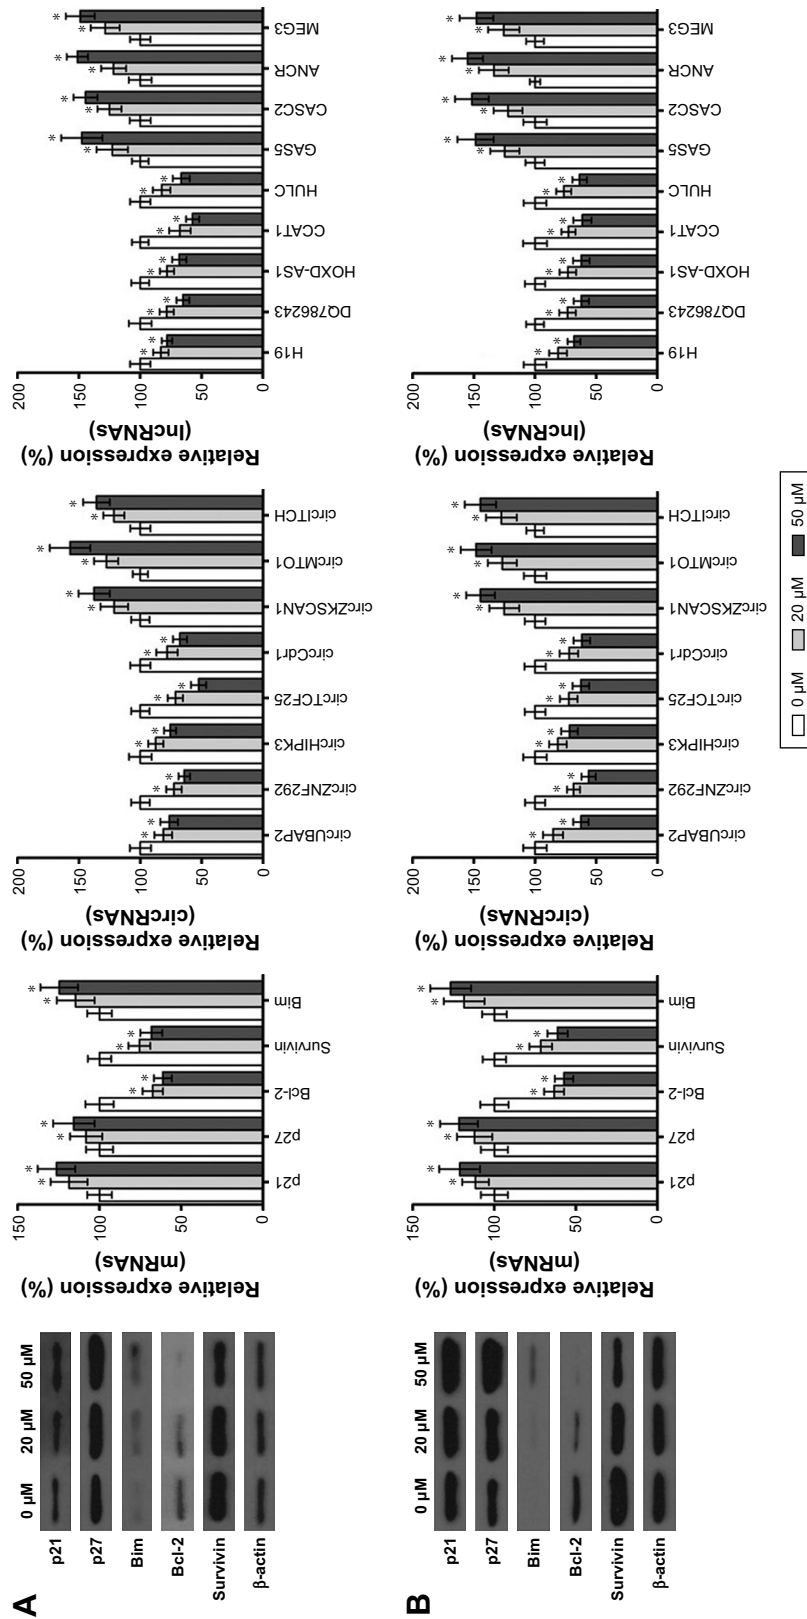 A
0 μM 20 μM 50 μM
p21
p27
Bim
Bcl-2
Survivin
β-actin
Relative expression (%)
(mRNAs)
150
100
50
0
p21 p27 Bcl-2 Survivin Bim
* * * * * * * * * *
Relative expression (%)
(circRNAs)
200
150
100
50
0
circUBAP2 circZNF292 circHIPK3 circTCF25 circCdr1 circZKSCAN1 circMTO1 circITCH
* * * * * * * * * * * * * * * *
Relative expression (%)
(lncRNAs)
200
150
100
50
0
H19 DQ786243 HOXD-AS1 CCAT1 HULC GAS5 CASC2 ANCR MEG3
* * * * * * * * * * * * * * * * * *
B
0 μM 20 μM 50 μM
p21
p27
Bim
Bcl-2
Survivin
β-actin
Relative expression (%)
(mRNAs)
150
100
50
0
p21 p27 Bcl-2 Survivin Bim
* * * * * * * * * *
Relative expression (%)
(circRNAs)
200
150
100
50
0
circUBAP2 circZNF292 circHIPK3 circTCF25 circCdr1 circZKSCAN1 circMTO1 circITCH
* * * * * * * * * * * * * * * *
Relative expression (%)
(lncRNAs)
200
150
100
50
0
H19 DQ786243 HOXD-AS1 CCAT1 HULC GAS5 CASC2 ANCR MEG3
* * * * * * * * * * * * * * * * * *
0 μM 20 μM 50 μM